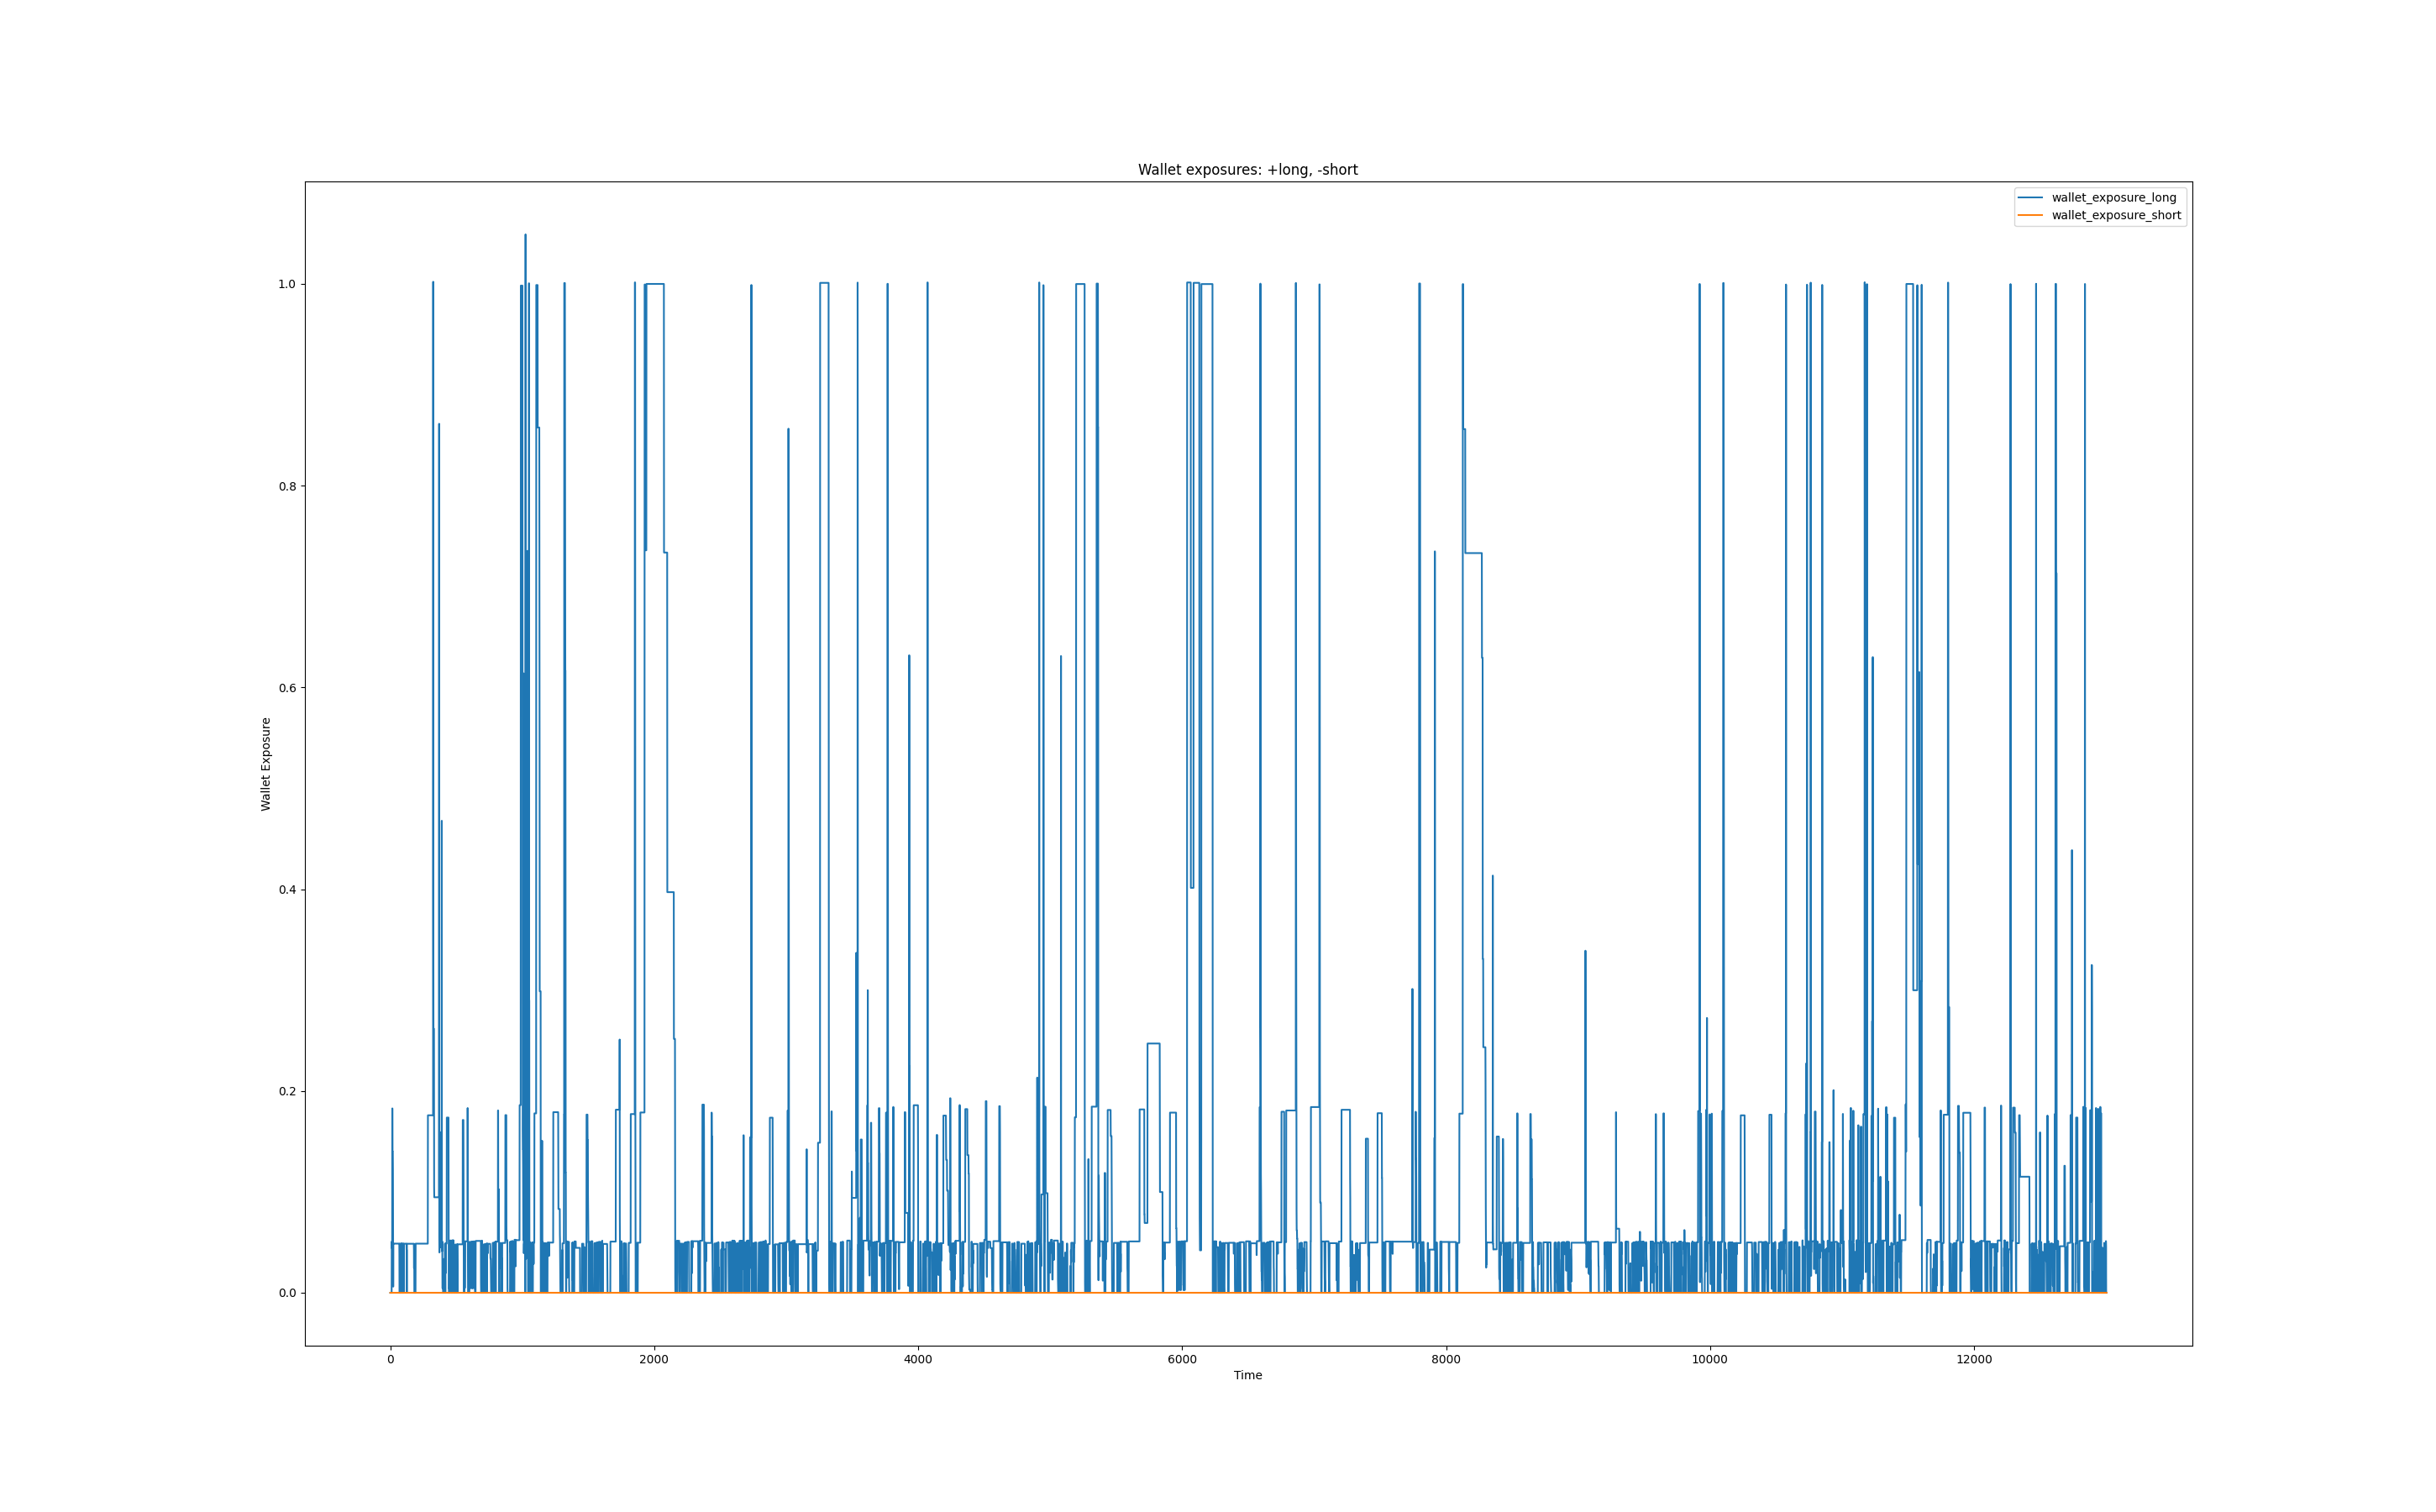 Wallet exposures: +long, -short
wallet_exposure_long
wallet_exposure_short
1.0
0.8
0.6
0.4
0.2
0.0
Wallet Exposure
0 2000 4000 6000 8000 10000 12000
Time